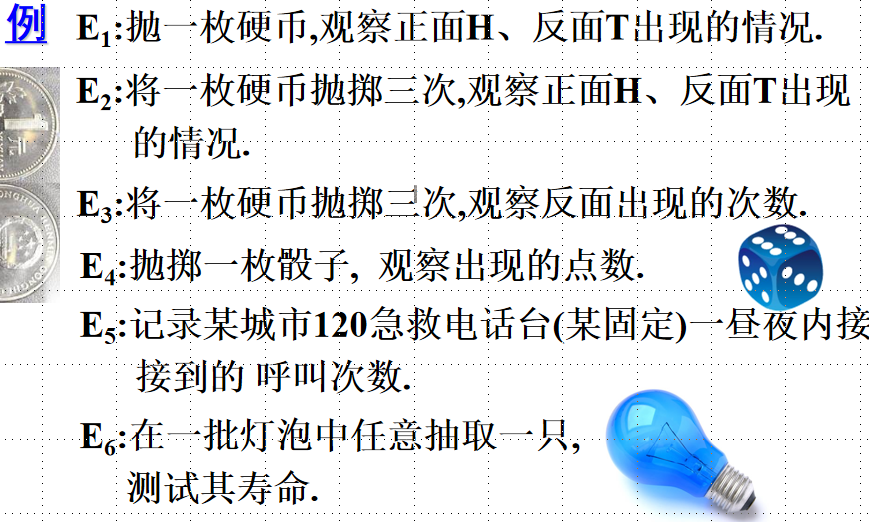 例 E1:抛一枚硬币,观察正面H、反面T出现的情况.
E2:将一枚硬币抛掷三次,观察正面H、反面T出现
的情况.
E3:将一枚硬币抛掷三次,观察反面出现的次数.
E4:抛掷一枚骰子, 观察出现的点数.
E5:记录某城市120急救电话台(某固定)一昼夜内接
接到的 呼叫次数.
E6:在一批灯泡中任意抽取一只,
测试其寿命.